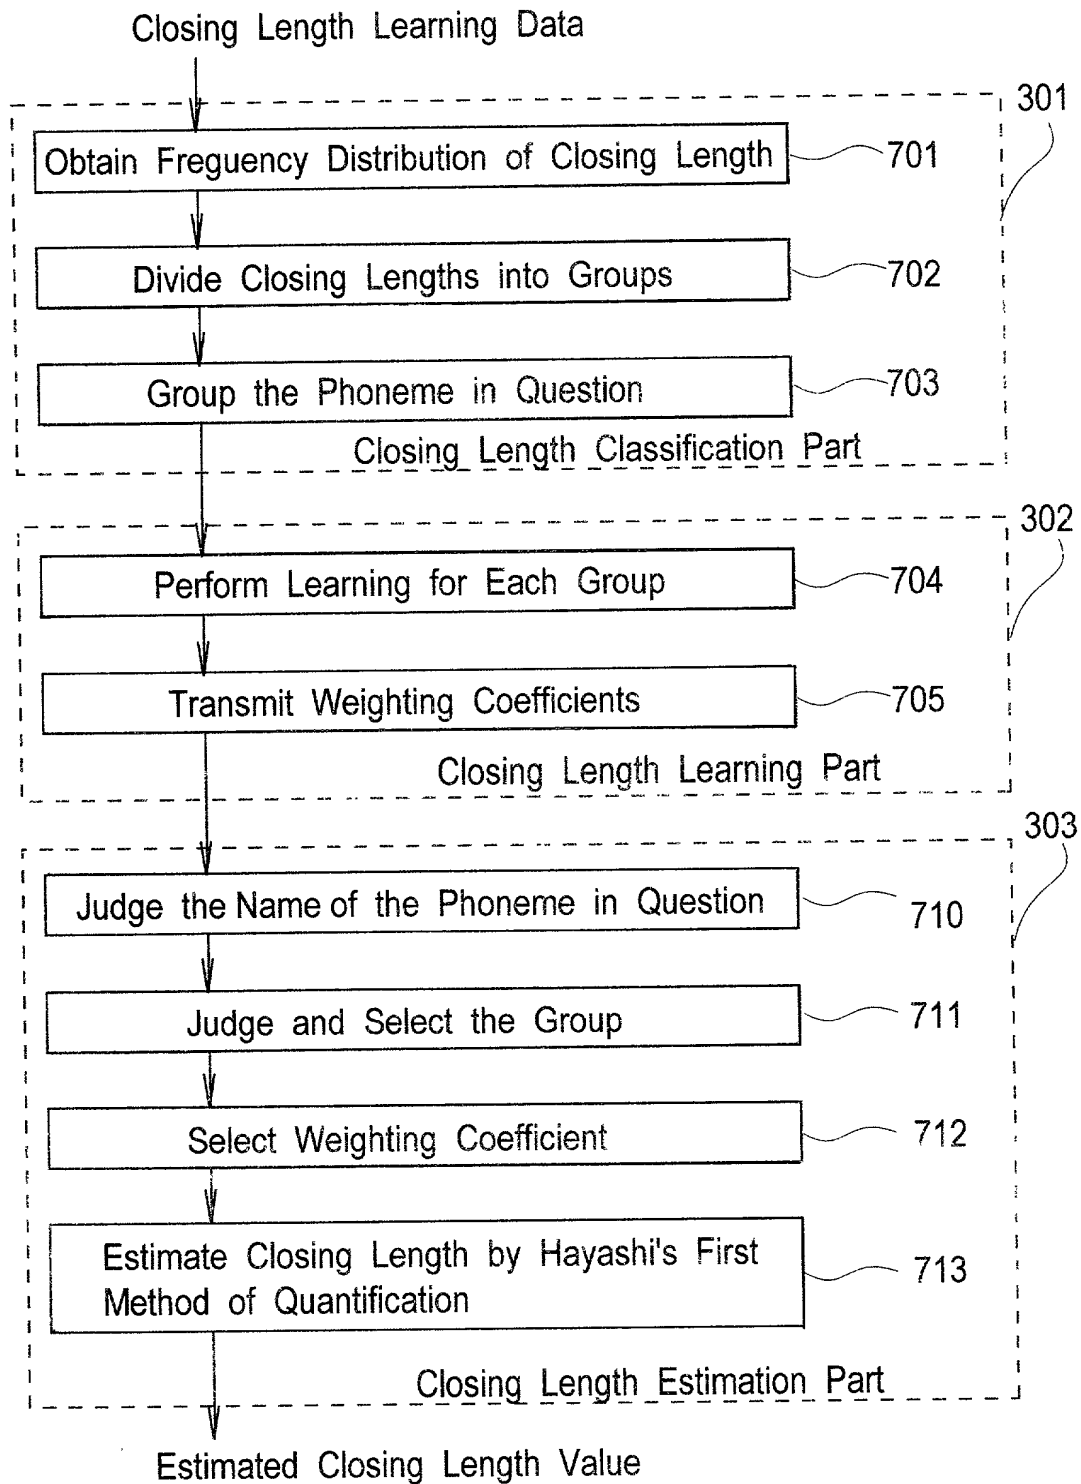 Closing Length Learning Data
301
Obtain Freguency Distribution of Closing Length
701
Divide Closing Lengths into Groups
702
Group the Phoneme in Question
703
Closing Length Classification Part
302
Perform Learning for Each Group
704
Transmit Weighting Coefficients
705
Closing Length Learning Part
303
Judge the Name of the Phoneme in Question
710
Judge and Select the Group
711
Select Weighting Coefficient
712
Estimate Closing Length by Hayashi's First
Method of Quantification
713
Closing Length Estimation Part
Estimated Closing Length Value